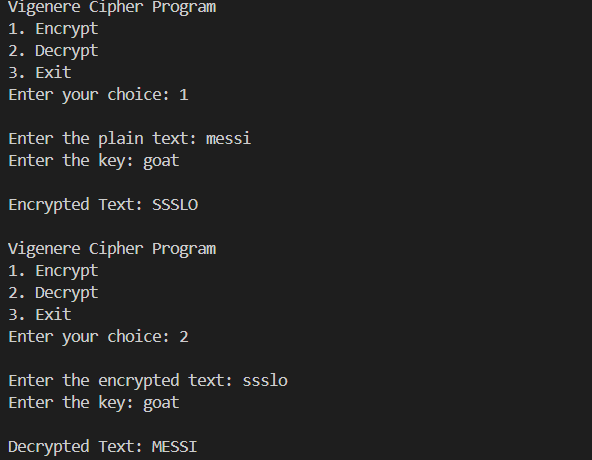 Vigenere Cipher Program
1. Encrypt
2. Decrypt
3. Exit
Enter your choice: 1
Enter the plain text: messi
Enter the key: goat
Encrypted Text: SSSLO
Vigenere Cipher Program
1. Encrypt
2. Decrypt
3. Exit
Enter your choice: 2
Enter the encrypted text: ssslo
Enter the key: goat
Decrypted Text: MESSI